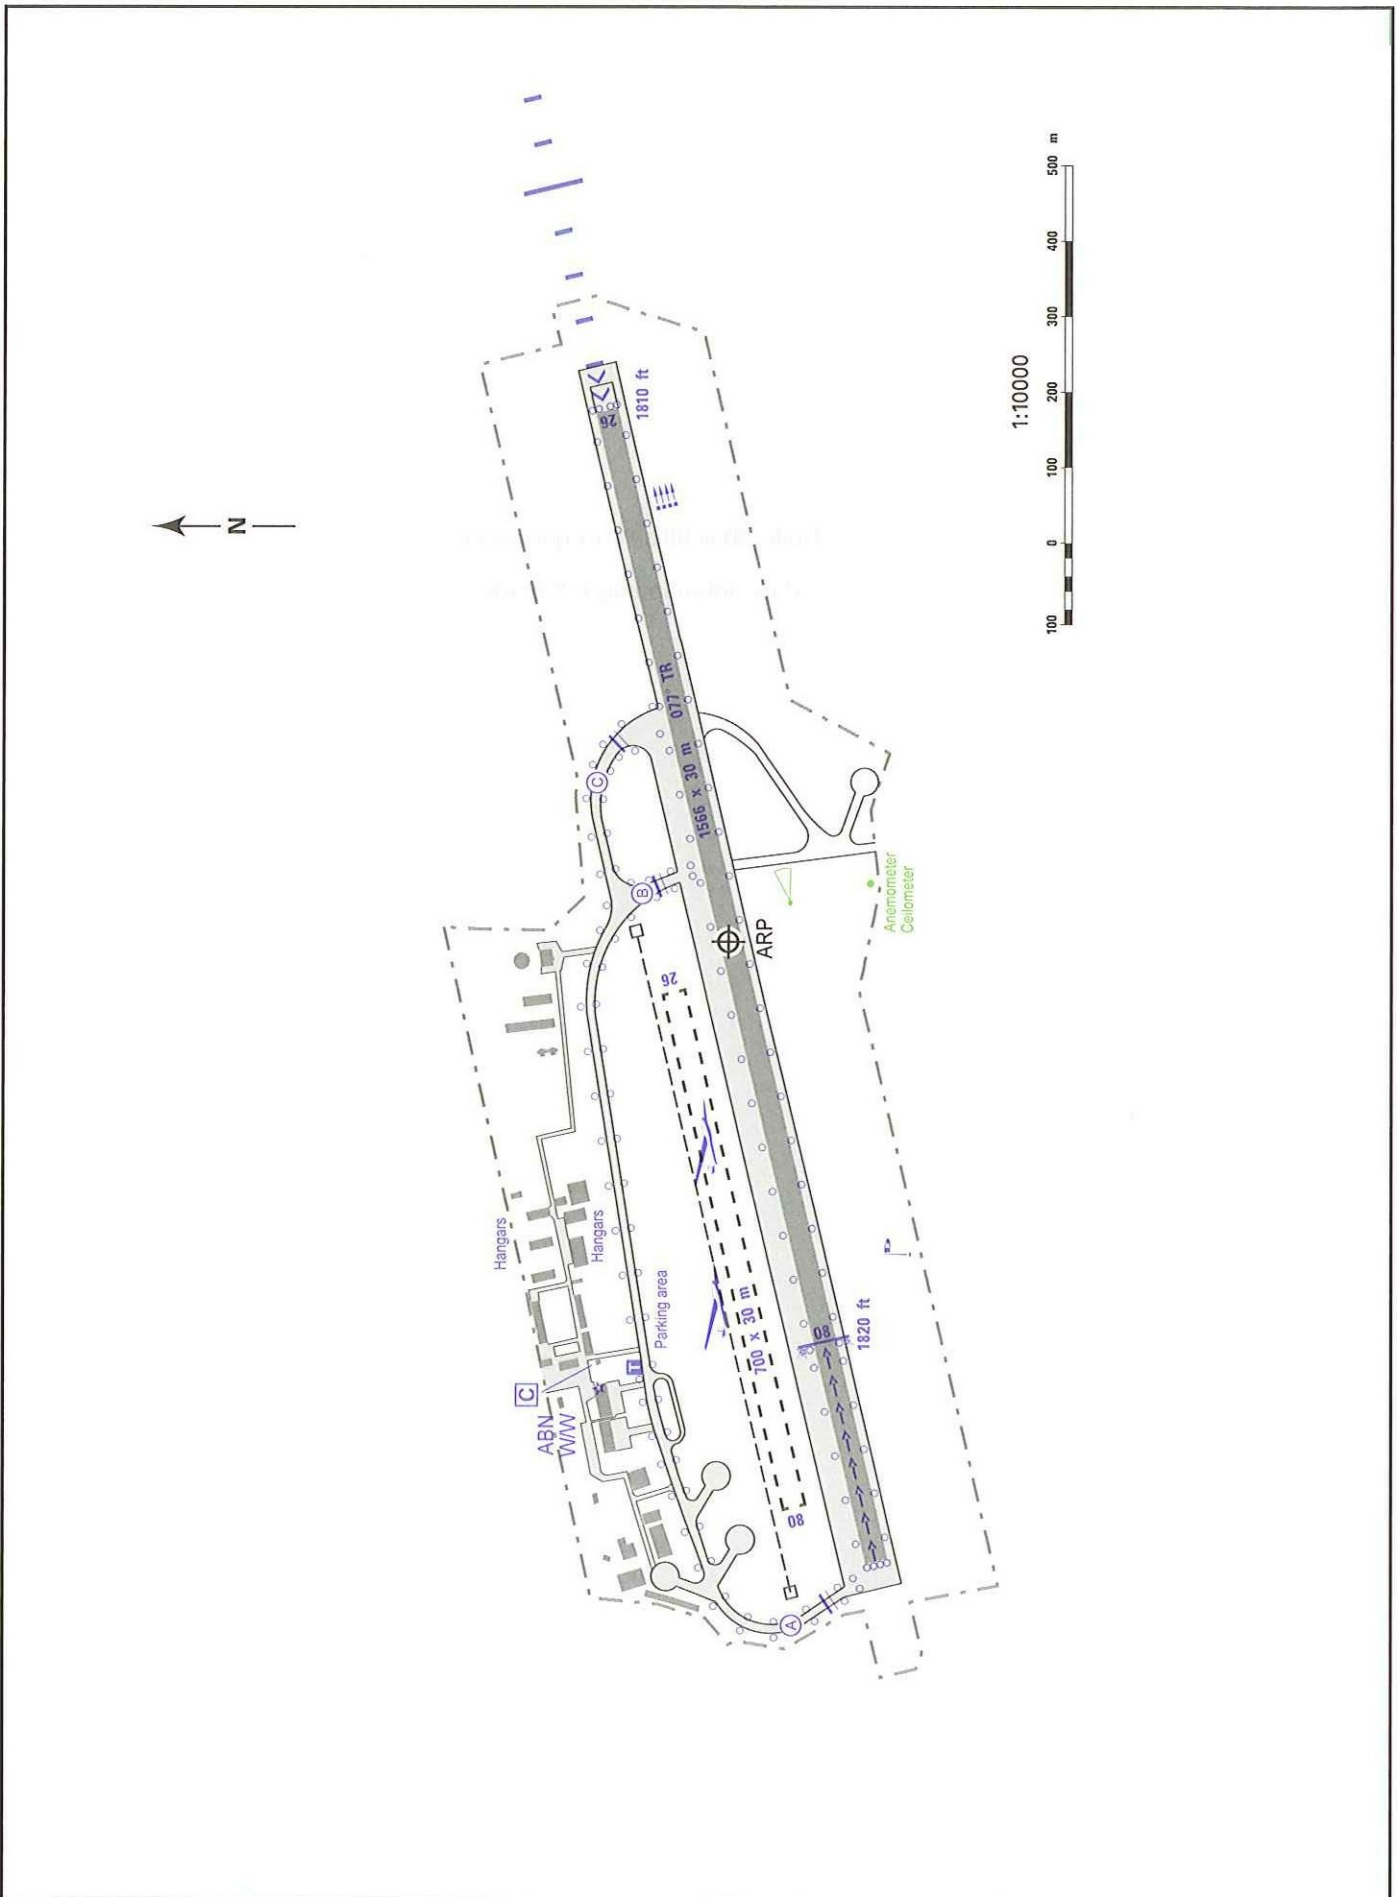 N
Hangars
C
ABN
W/W
Hangars
C
26
T
B
1810 ft
Parking area
26
1566 x 30 m 077° TR
700 x 30 m
ARP
A
08
08
1820 ft
Anemometer
Ceilometer
1:10000
100 0 100 200 300 400 500 m